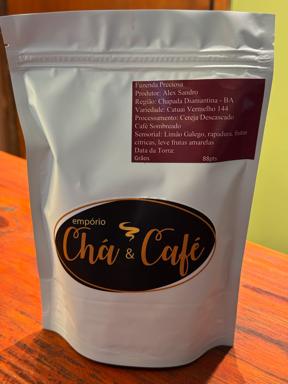 Fazenda Preciosa
Produtor: Alex Sandro
Região: Chapada Diamantina - BA
Variedade: Catuai Vermelho 144
Processamento: Cereja Descascado
Café Sombreado
Sensorial: Limão Galego, rapadura, frutas
cítricas, leve frutas amarelas
Data da Torra:
Grãos 88pts
empório
Chá & Café